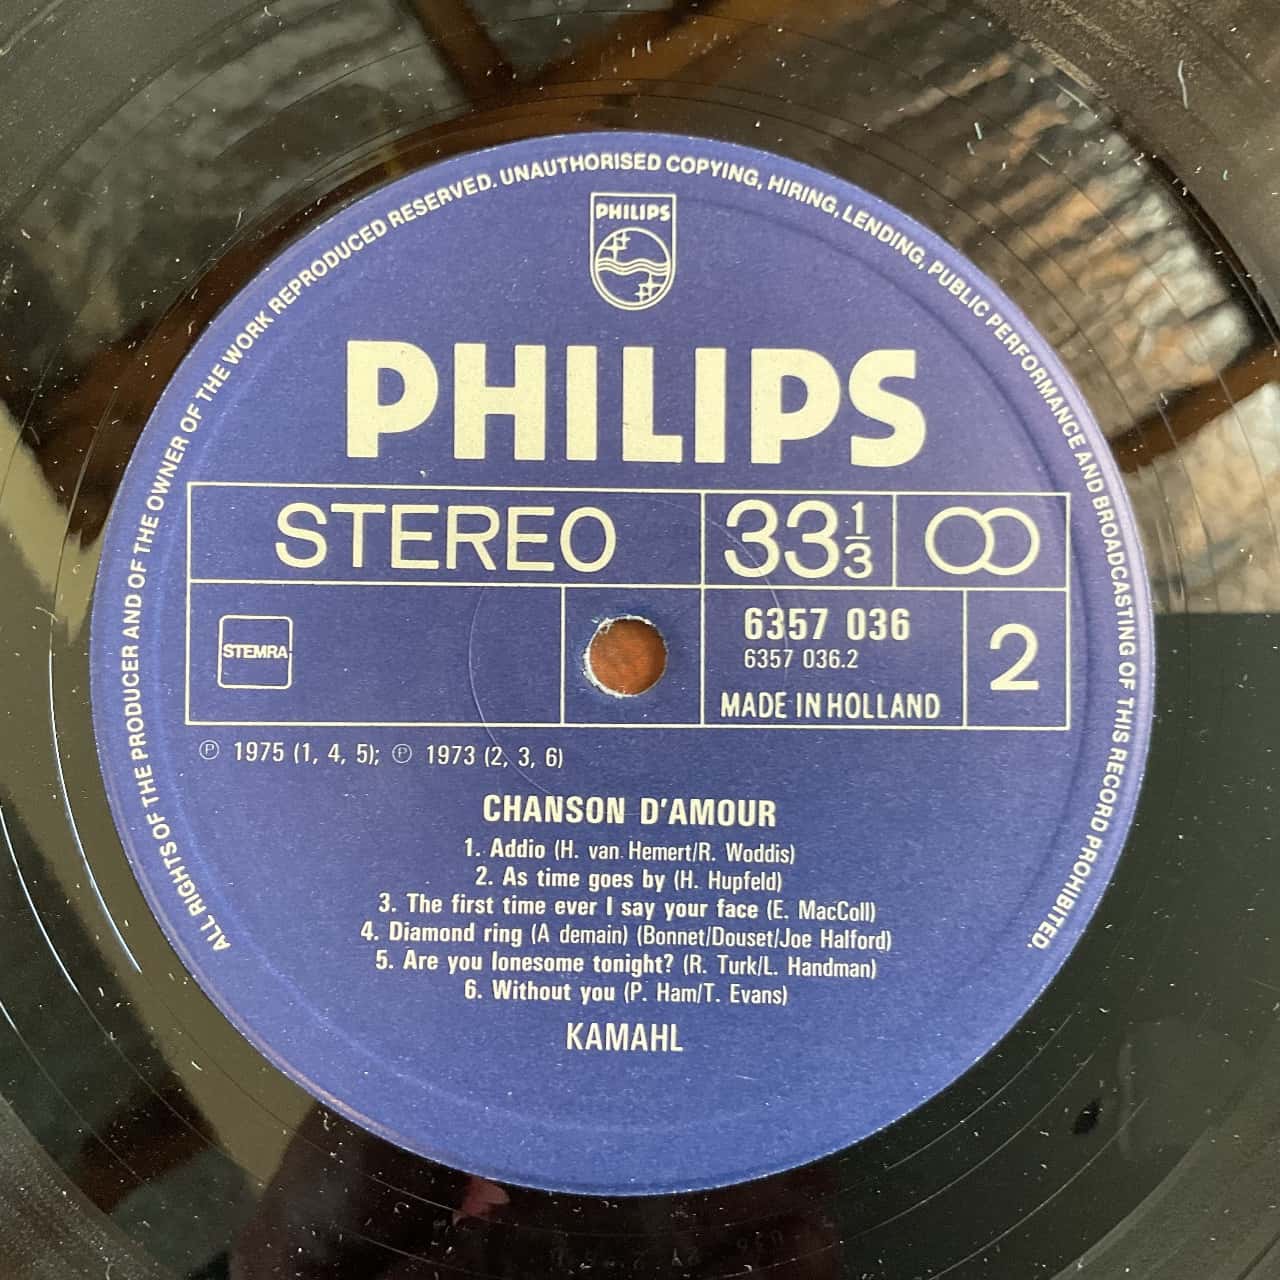 ALL RIGHTS OF THE PRODUCER AND OF THE OWNER OF THE WORK REPRODUCED RESERVED. UNAUTHORISED COPYING, HIRING, LENDING, PUBLIC PERFORMANCE AND BROADCASTING OF THIS RECORD PROHIBITED.
PHILIPS
PHILIPS
STEREO 33 1/3
STEMRA 6357 036 2
6357 036.2
MADE IN HOLLAND
℗ 1975 (1, 4, 5); ℗ 1973 (2, 3, 6)
CHANSON D'AMOUR
1. Addio (H. van Hemert/R. Woddis)
2. As time goes by (H. Hupfeld)
3. The first time ever I say your face (E. MacColl)
4. Diamond ring (A demain) (Bonnet/Douset/Joe Halford)
5. Are you lonesome tonight? (R. Turk/L. Handman)
6. Without you (P. Ham/T. Evans)
KAMAHL